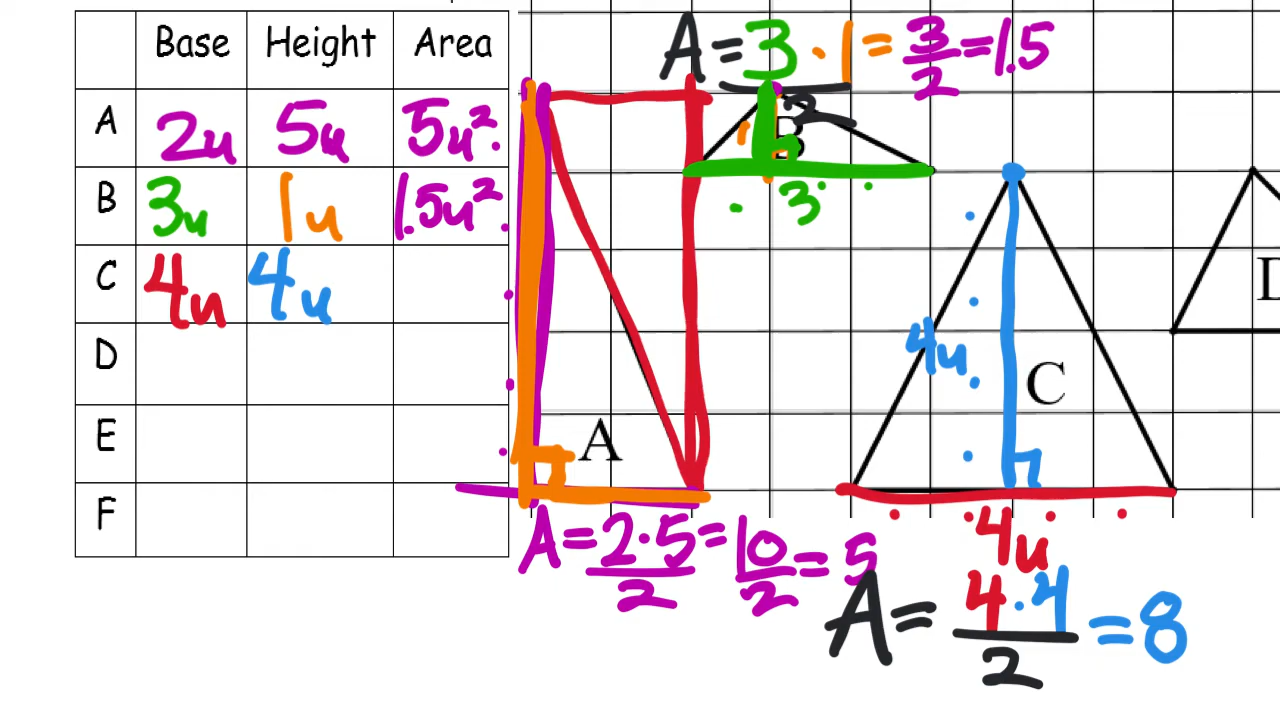 Base Height Area
A 2u 5u 5u².
B 3u 1u 1.5u².
C 4u 4u
D
E
F
A = 3 · 1 / 2 = 3/2 = 1.5
B
1
3
D
4u
C
A
4u
A = 2·5/2 = 10/2 = 5
A = 4·4/2 = 8